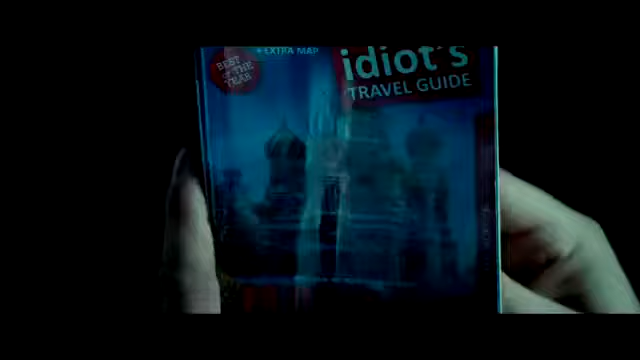 + EXTRA MAP
BEST
OF THE
YEAR
idiot's
TRAVEL GUIDE